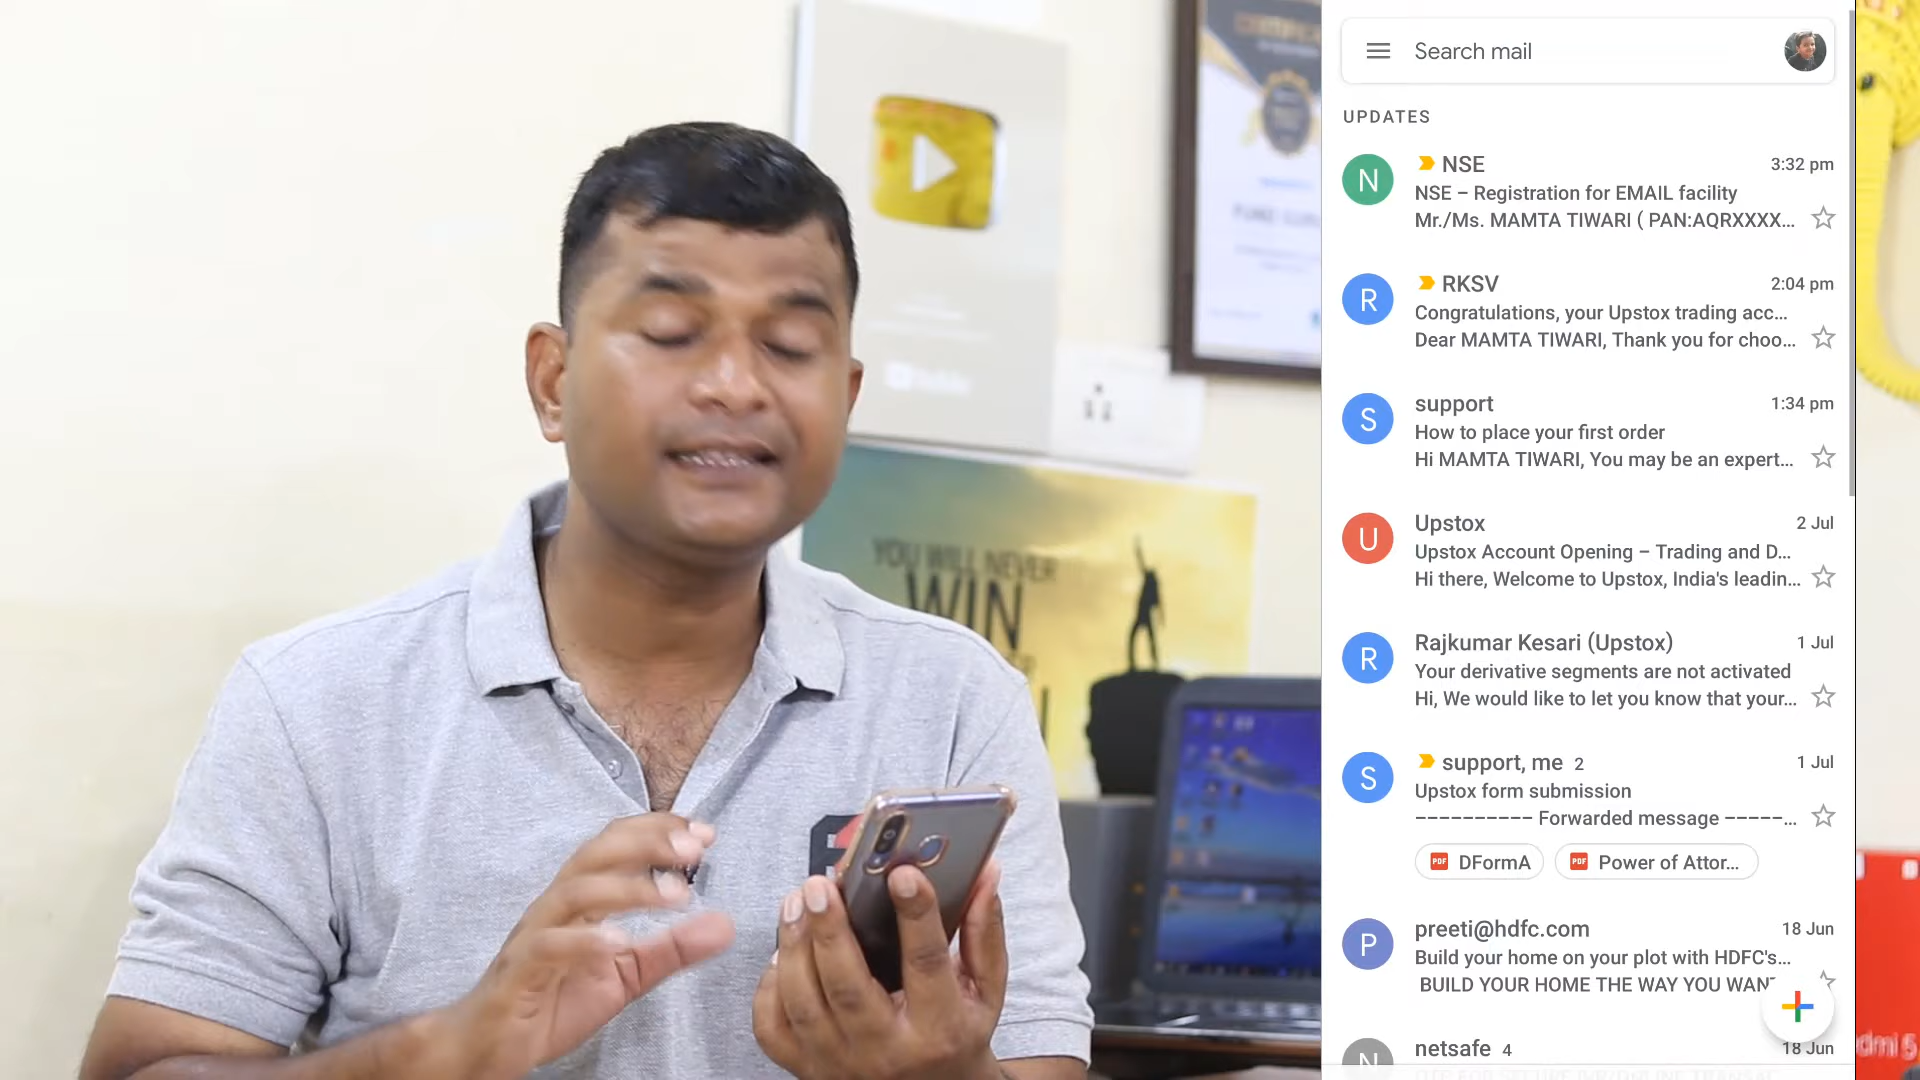 Search mail
UPDATES
NSE
3:32 pm
NSE – Registration for EMAIL facility
Mr./Ms. MAMTA TIWARI ( PAN:AQRXXXX...
RKSV
2:04 pm
Congratulations, your Upstox trading acc...
Dear MAMTA TIWARI, Thank you for choo...
support
1:34 pm
How to place your first order
Hi MAMTA TIWARI, You may be an expert...
Upstox
2 Jul
Upstox Account Opening – Trading and D...
Hi there, Welcome to Upstox, India's leadin...
Rajkumar Kesari (Upstox)
1 Jul
Your derivative segments are not activated
Hi, We would like to let you know that your...
support, me 2
1 Jul
Upstox form submission
---------- Forwarded message -----...
PDF DFormA
PDF Power of Attor...
preeti@hdfc.com
18 Jun
Build your home on your plot with HDFC's...
BUILD YOUR HOME THE WAY YOU WANT
netsafe 4
18 Jun
N
R
S
U
R
S
P
N
YOU WILL NEVER
WIN